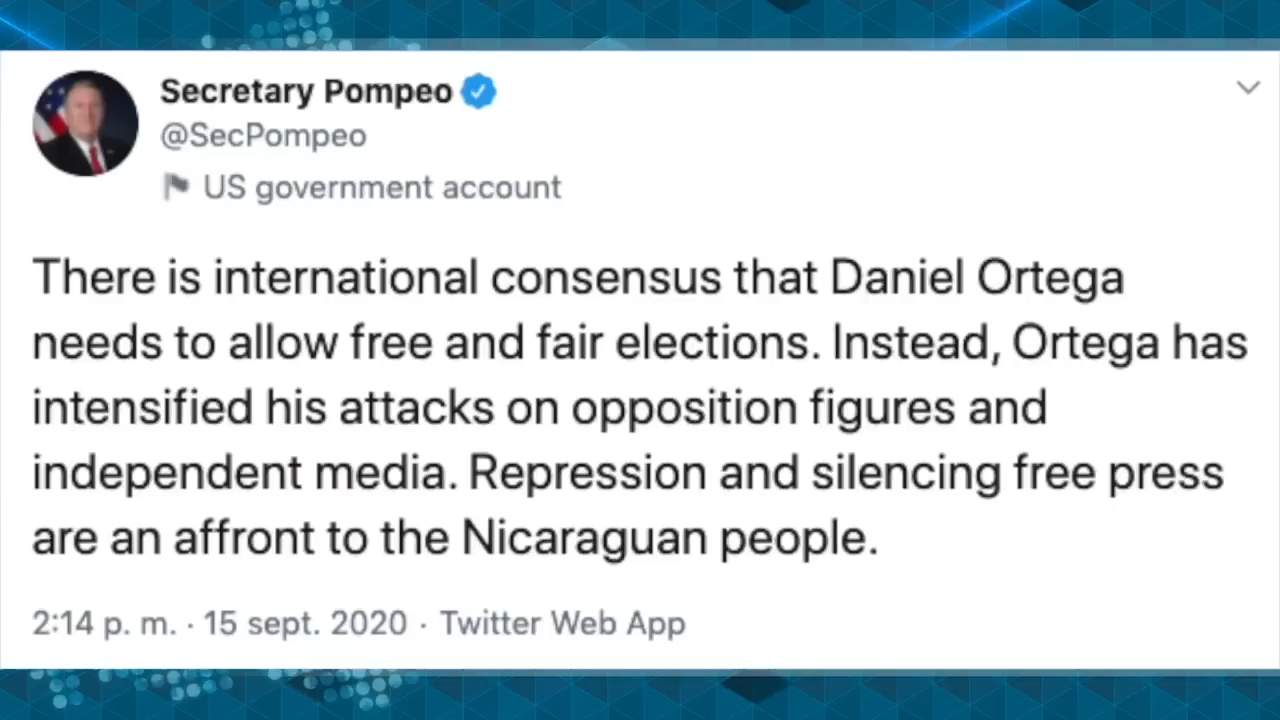 Secretary Pompeo
@SecPompeo
US government account
There is international consensus that Daniel Ortega
needs to allow free and fair elections. Instead, Ortega has
intensified his attacks on opposition figures and
independent media. Repression and silencing free press
are an affront to the Nicaraguan people.
2:14 p. m. · 15 sept. 2020 · Twitter Web App